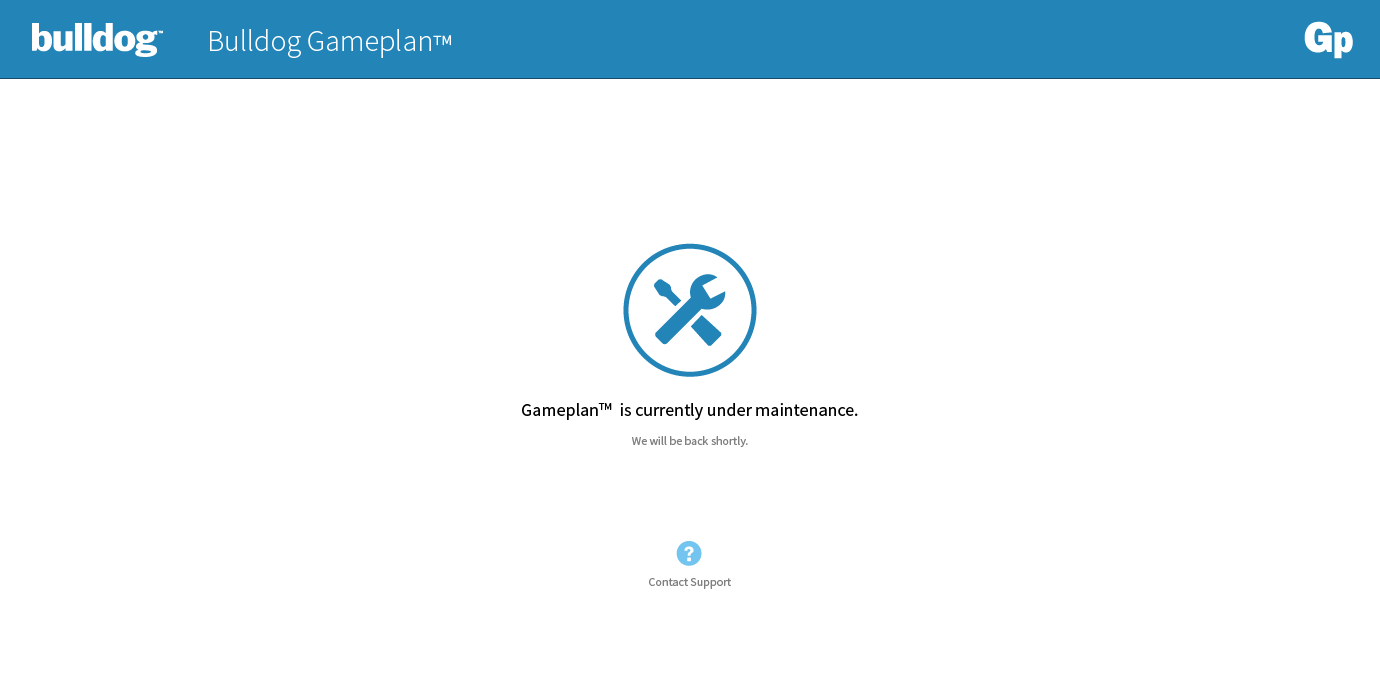 bulldog™
Bulldog Gameplan™
Gp
Gameplan™ is currently under maintenance.
We will be back shortly.
?
Contact Support